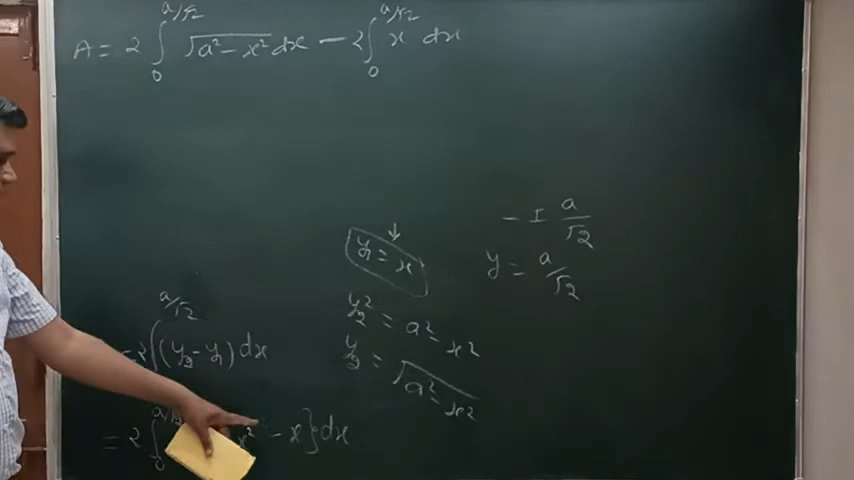 A = 2 ∫₀^{a/√2} √(a² - x²) dx - 2 ∫₀^{a/√2} x dx
- I a/√2
y₁ = x
y = a/√2
y₂² = a² - x²
= 2 ∫^{a/√2} (y₂ - y₁) dx
y₂ = √(a² - x²)
= 2 ∫₀ x² - x} dx